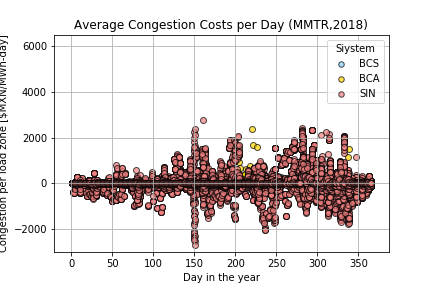 Average Congestion Costs per Day (MMTR,2018)
Congestion per load zone [$MXN/MWh-day]
6000
4000
2000
0
−2000
Siystem
BCS
BCA
SIN
0 50 100 150 200 250 300 350
Day in the year